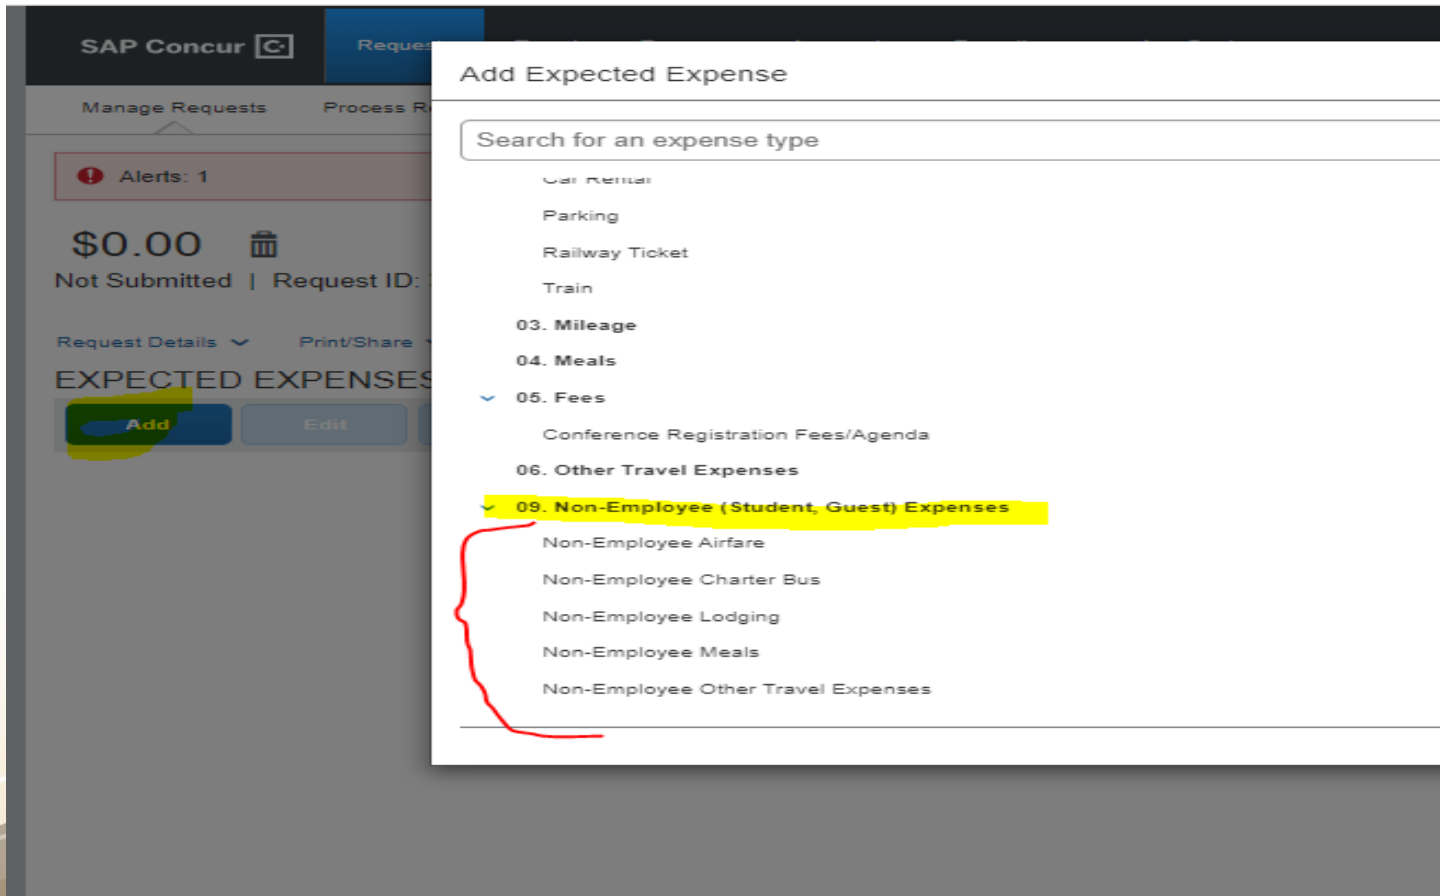 SAP Concur
Add Expected Expense
Manage Requests
Search for an expense type
Alerts: 1
Car Rental
Parking
$0.00
Railway Ticket
Not Submitted | Request ID:
Train
03. Mileage
Request Details Print/Share
04. Meals
EXPECTED EXPENSES
05. Fees
Add Edit
Conference Registration Fees/Agenda
06. Other Travel Expenses
09. Non-Employee (Student, Guest) Expenses
Non-Employee Airfare
Non-Employee Charter Bus
Non-Employee Lodging
Non-Employee Meals
Non-Employee Other Travel Expenses